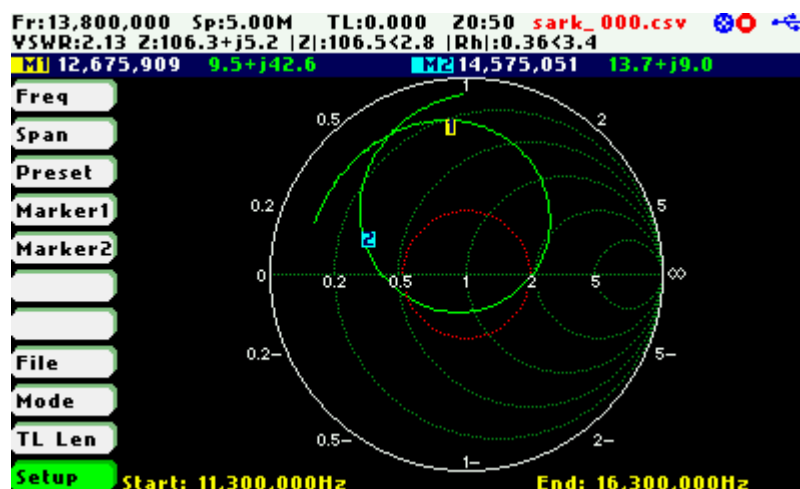 Fr:13,800,000 Sp:5.00M TL:0.000 Z0:50 sark_000.csv
VSWR:2.13 Z:106.3+j5.2 |Z|:106.5<2.8 |Rh|:0.36<3.4
M1 12,675,909 9.5+j42.6 M2 14,575,051 13.7+j9.0
Freq
Span
Preset
Marker1
Marker2
File
Mode
TL Len
Setup
1
0.5 2
1
0.2 5
2
0 0.2 0.5 1 2 5 ∞
0.2 5
0.5 2
1
Start: 11,300,000Hz End: 16,300,000Hz